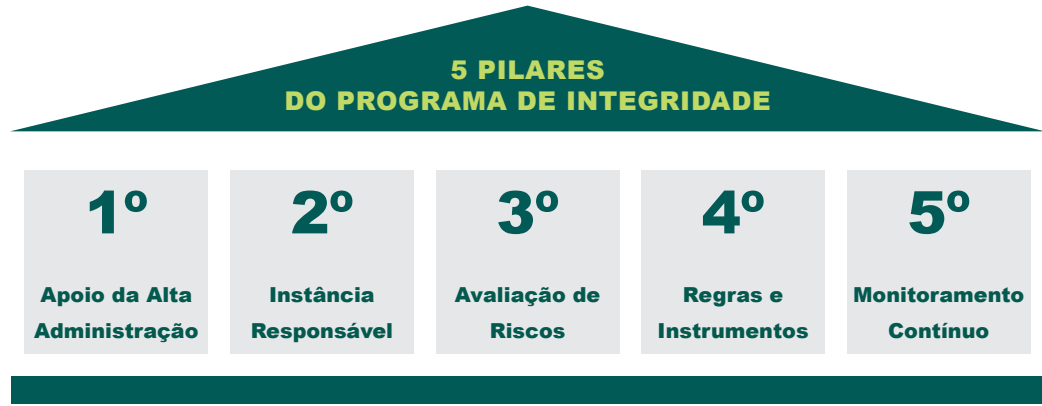 5 PILARES
DO PROGRAMA DE INTEGRIDADE
1º
Apoio da Alta
Administração
2º
Instância
Responsável
3º
Avaliação de
Riscos
4º
Regras e
Instrumentos
5º
Monitoramento
Contínuo